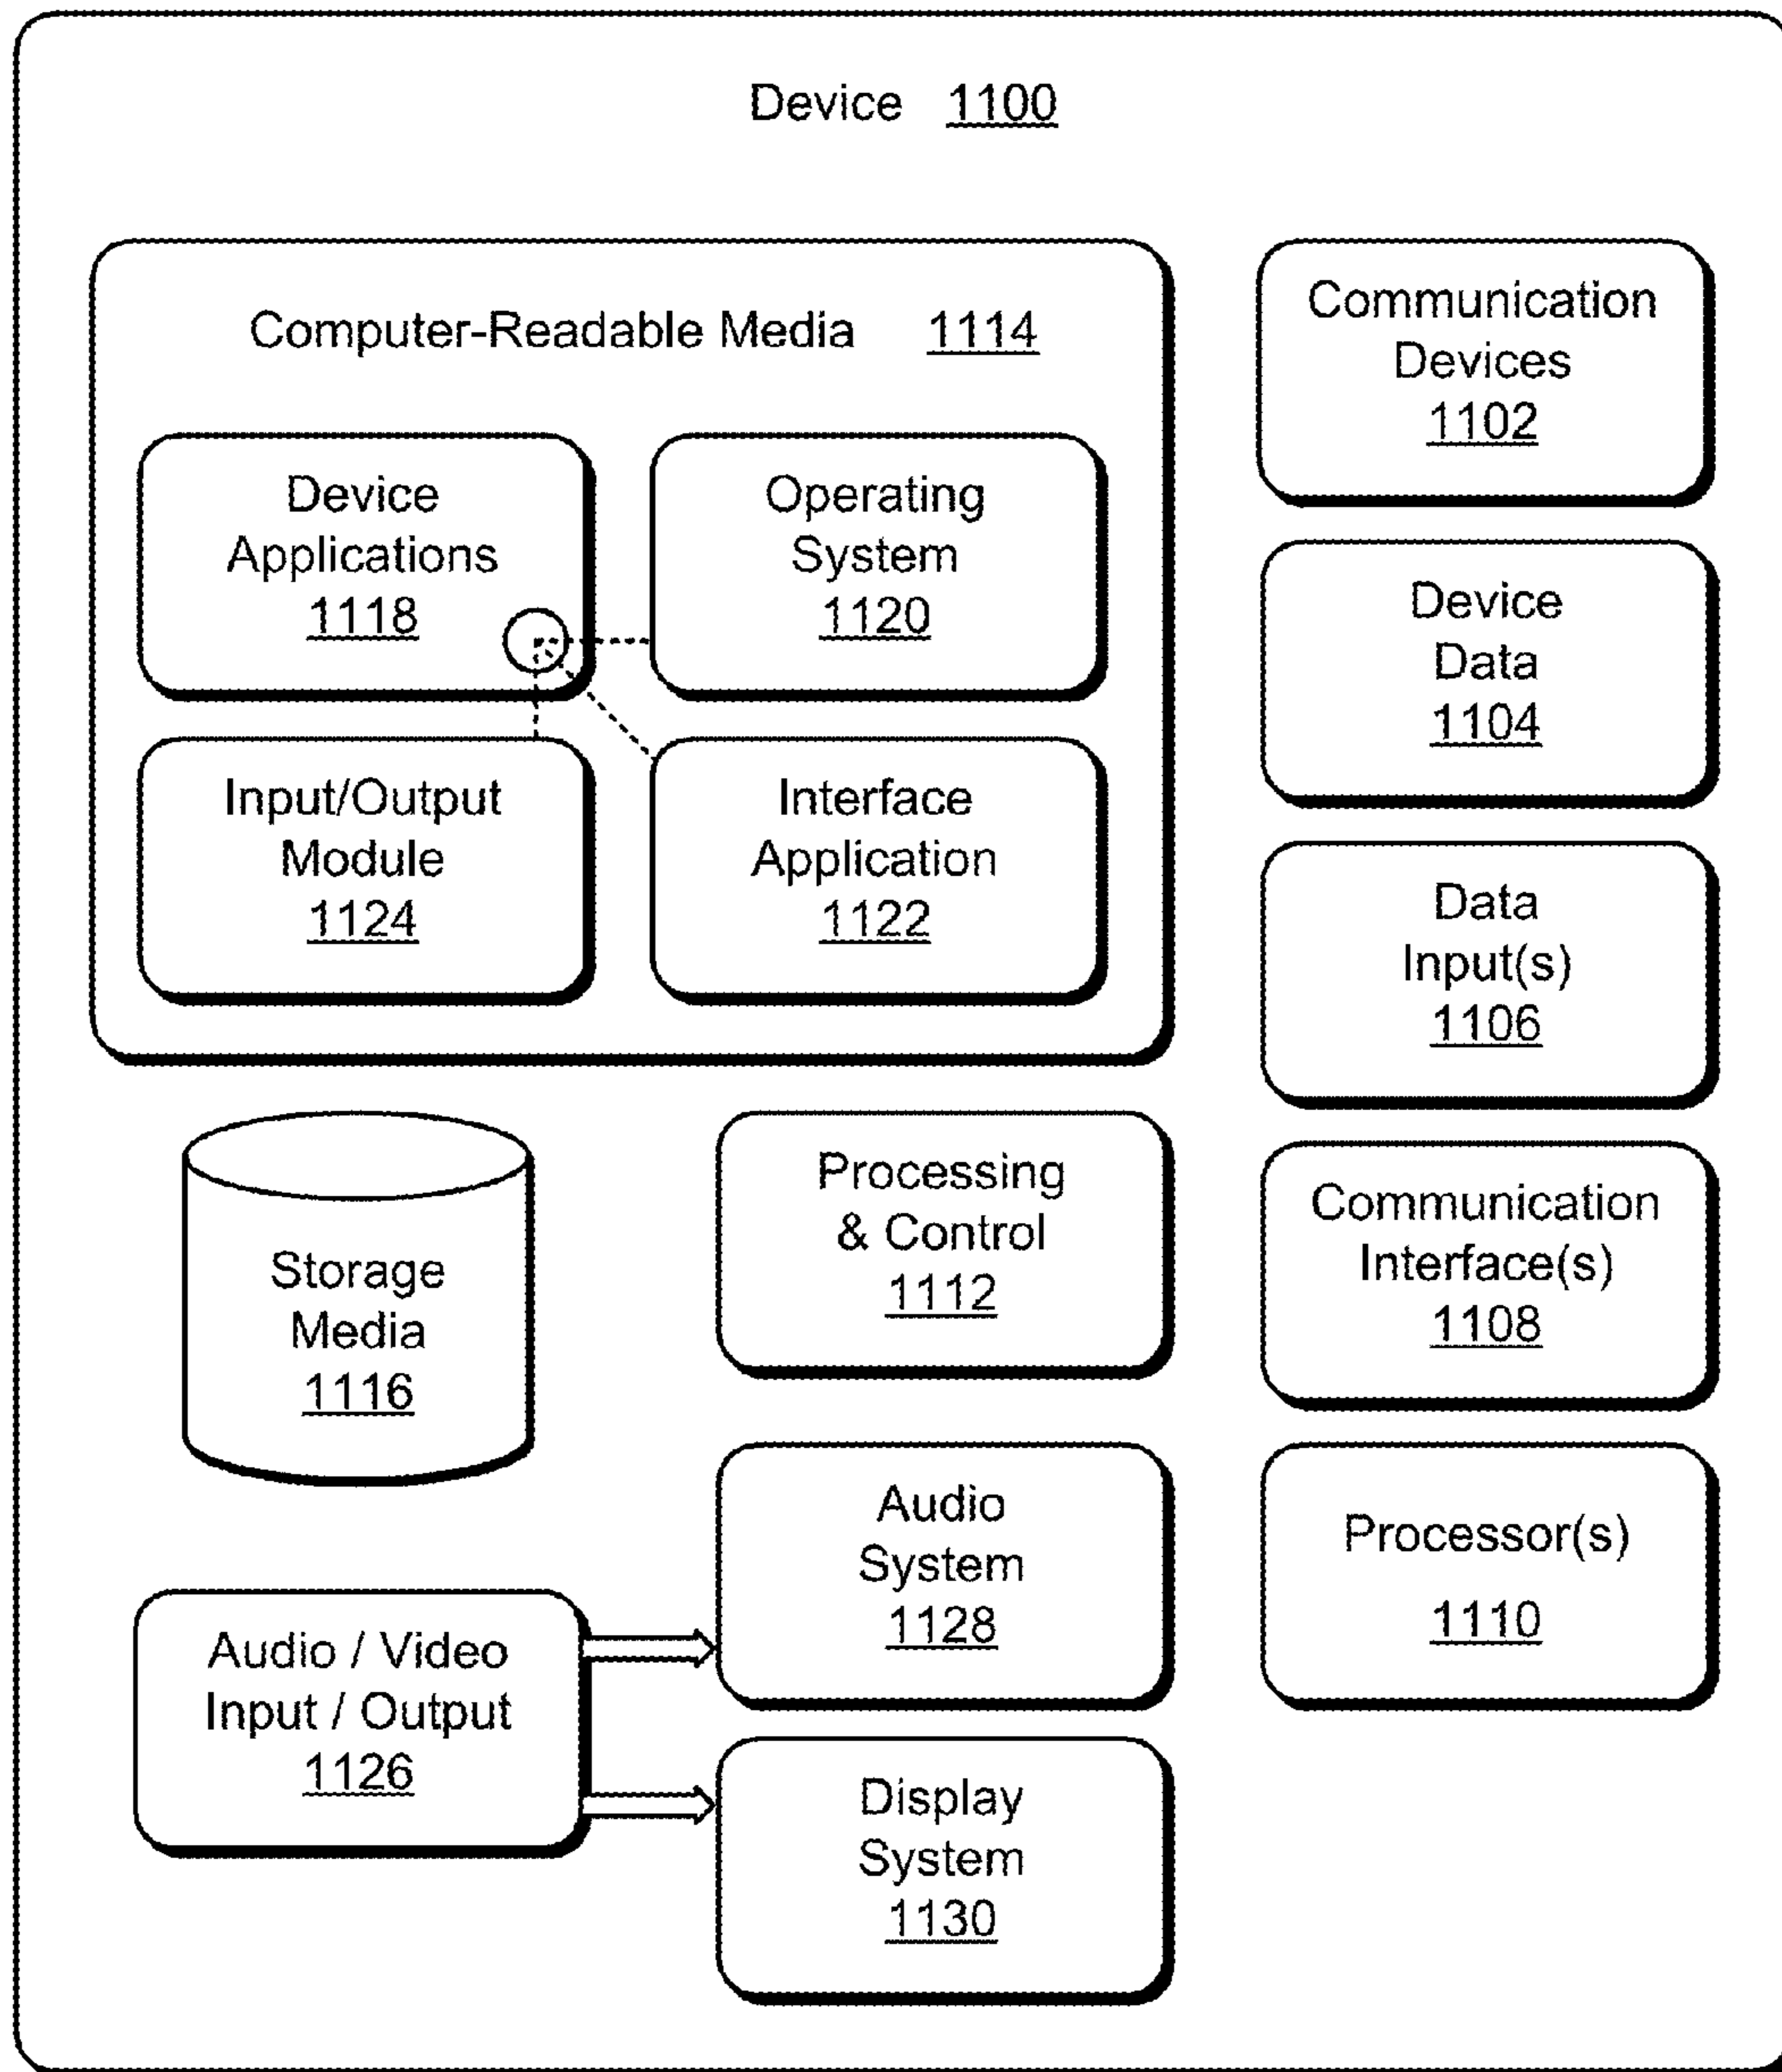 Device 1100
Computer-Readable Media 1114
Device
Applications
1118
Operating
System
1120
Input/Output
Module
1124
Interface
Application
1122
Communication
Devices
1102
Device
Data
1104
Data
Input(s)
1106
Communication
Interface(s)
1108
Processor(s)
1110
Storage
Media
1116
Processing
& Control
1112
Audio / Video
Input / Output
1126
Audio
System
1128
Display
System
1130